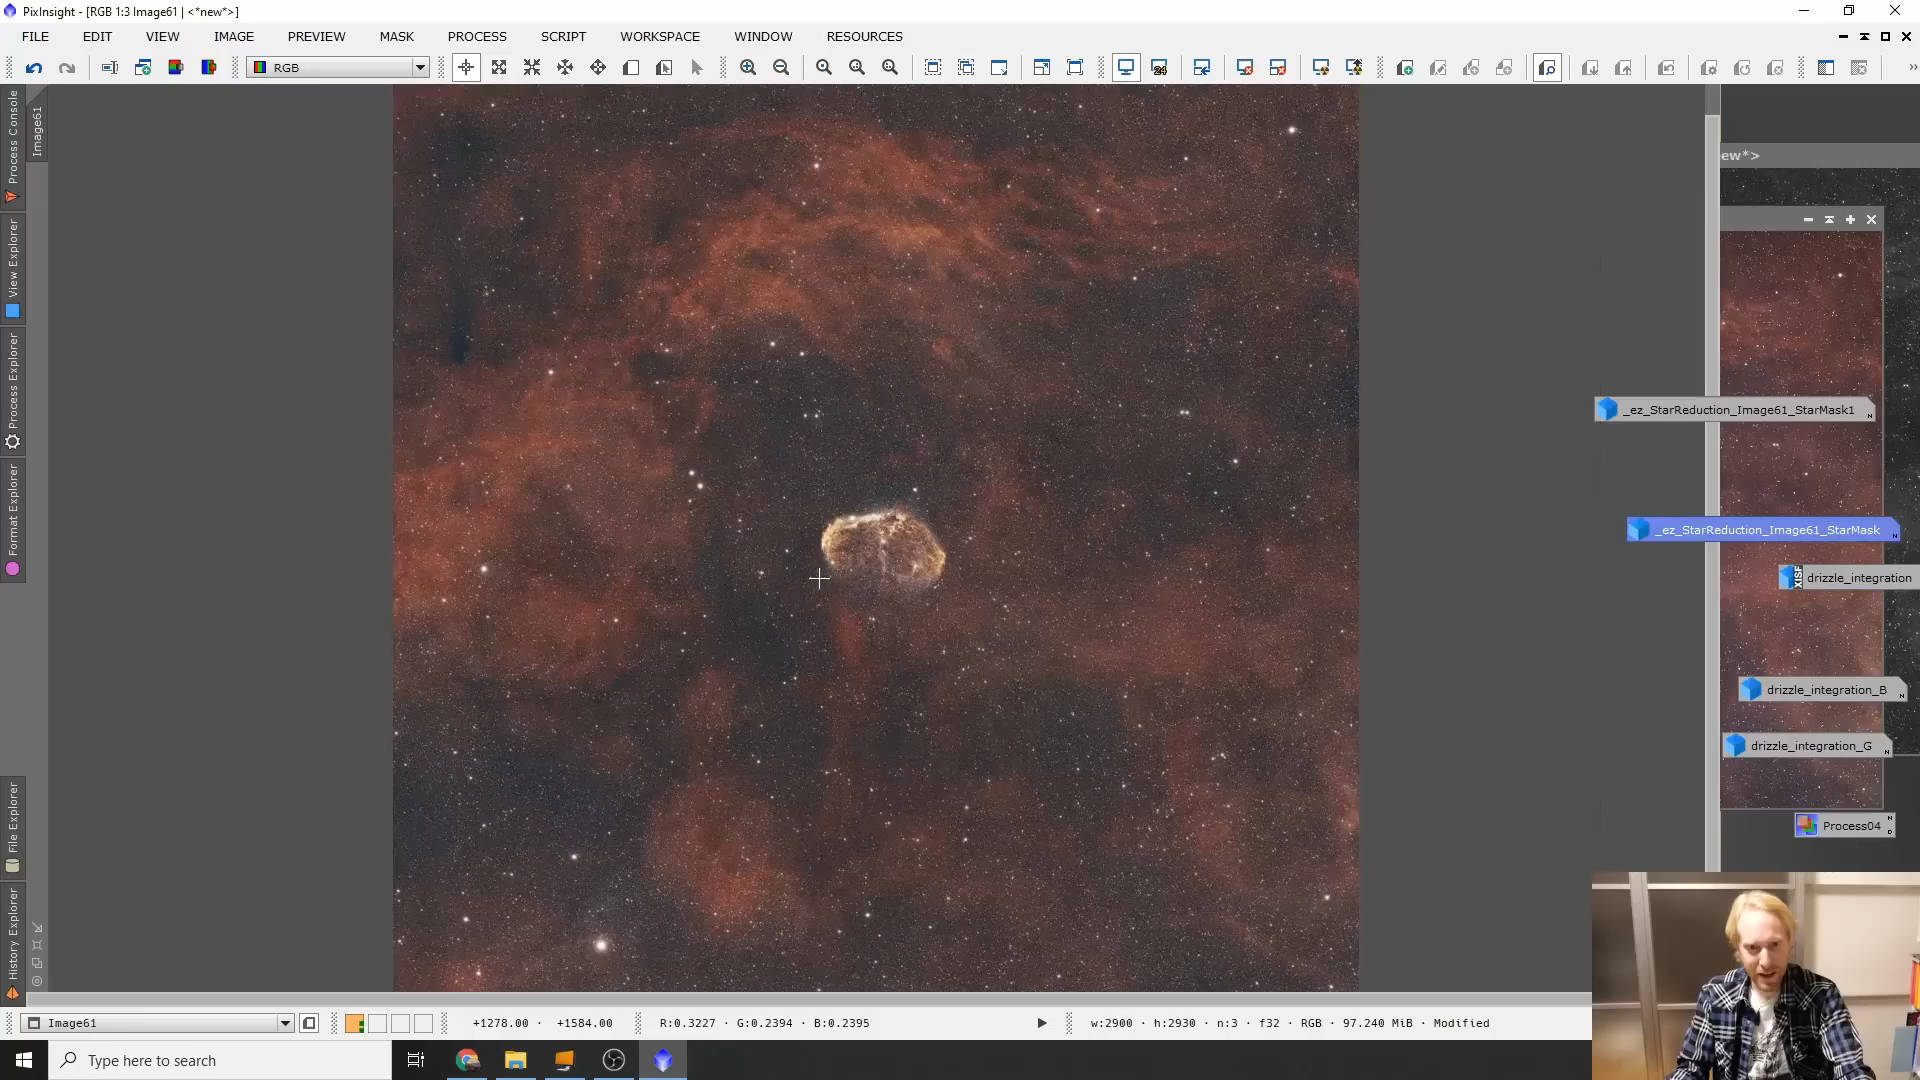 PixInsight - [RGB 1:3 Image61 | <*new*>]
FILE EDIT VIEW IMAGE PREVIEW MASK PROCESS SCRIPT WORKSPACE WINDOW RESOURCES
RGB
24
Process Console
Image61
View Explorer
Process Explorer
Format Explorer
File Explorer
History Explorer
ew*>
_ez_StarReduction_Image61_StarMask1
N
_ez_StarReduction_Image61_StarMask
N
XISF
drizzle_integration
drizzle_integration_B
N
drizzle_integration_G
N
Process04
N
D
Image61
+1278.00 · +1584.00
R:0.3227 · G:0.2394 · B:0.2395
w:2900 · h:2930 · n:3 · f32 · RGB · 97.240 MiB · Modified
Type here to search